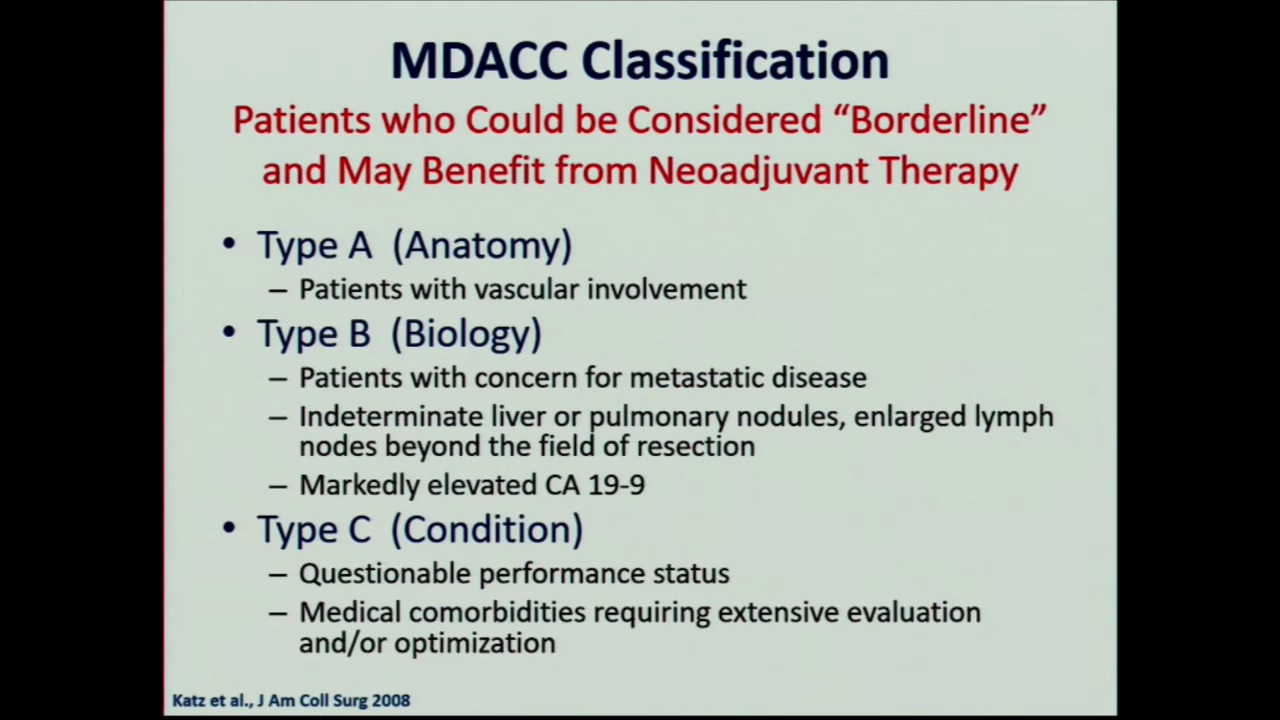 MDACC Classification
Patients who Could be Considered “Borderline”
and May Benefit from Neoadjuvant Therapy
• Type A (Anatomy)
– Patients with vascular involvement
• Type B (Biology)
– Patients with concern for metastatic disease
– Indeterminate liver or pulmonary nodules, enlarged lymph
nodes beyond the field of resection
– Markedly elevated CA 19-9
• Type C (Condition)
– Questionable performance status
– Medical comorbidities requiring extensive evaluation
and/or optimization
Katz et al., J Am Coll Surg 2008